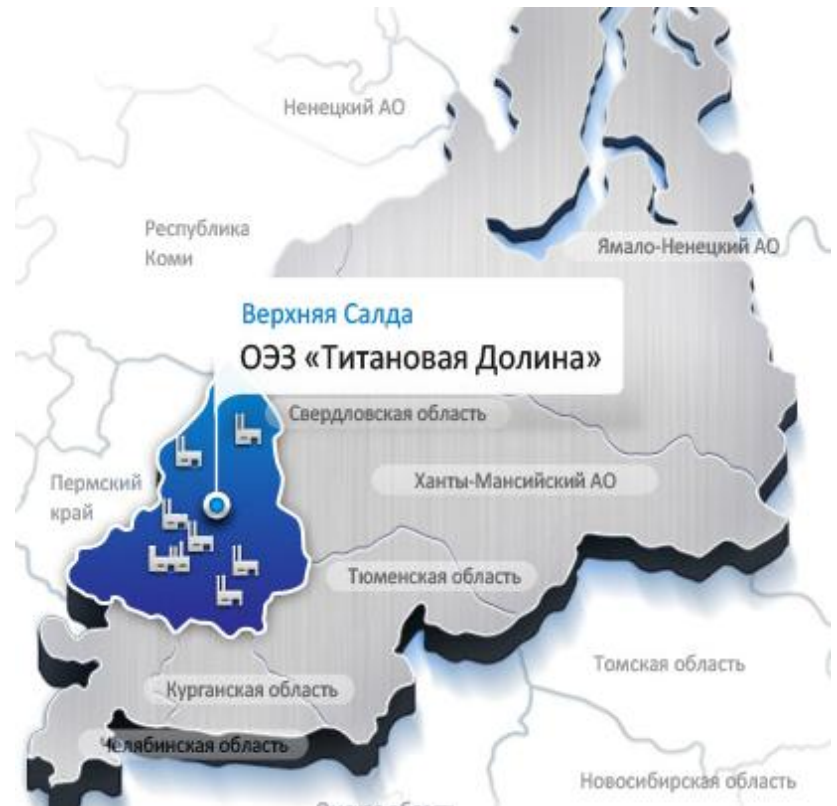 Ненецкий АО
Республика
Коми
Ямало-Ненецкий АО
Верхняя Салда
ОЭЗ «Титановая Долина»
Свердловская область
Ханты-Мансийский АО
Пермский
край
Тюменская область
Томская область
Курганская область
Челябинская область
Новосибирская область